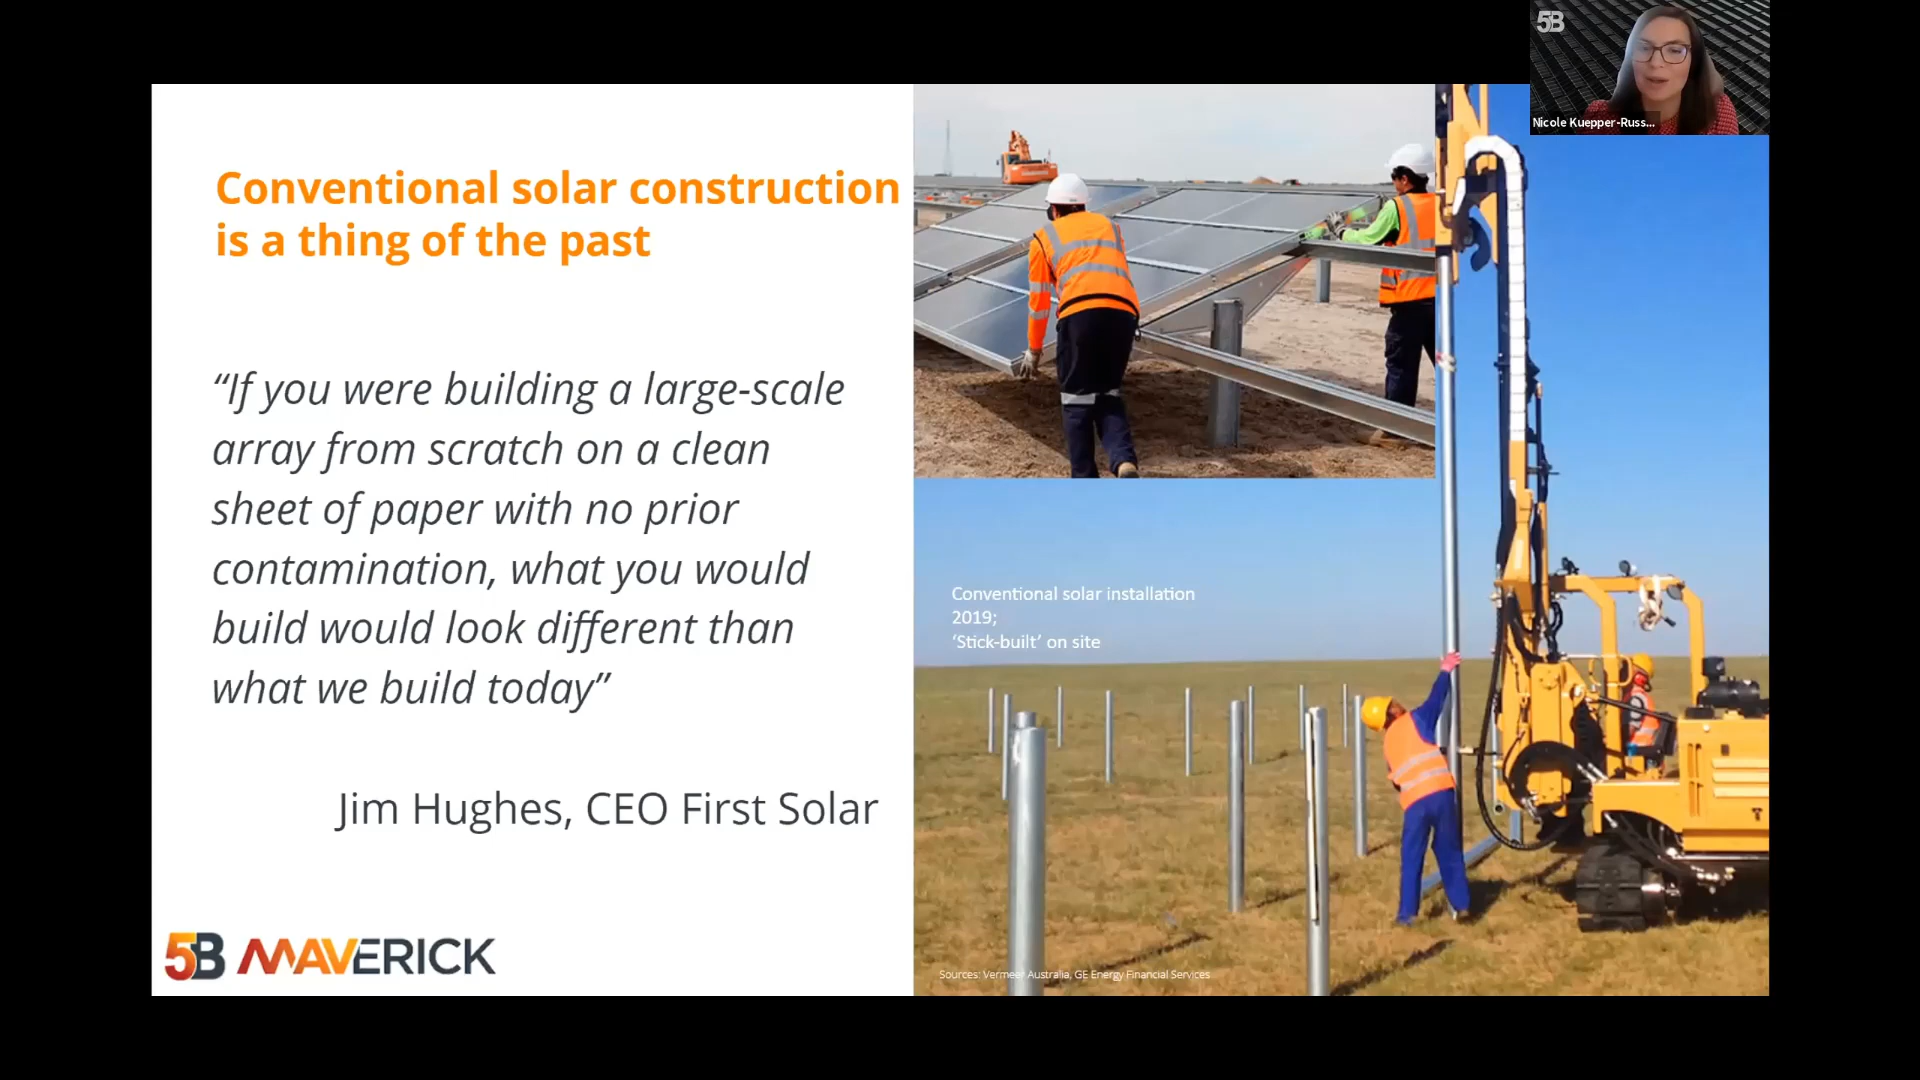 5B
Nicole Kuepper-Russ...
Conventional solar construction
is a thing of the past
“If you were building a large-scale
array from scratch on a clean
sheet of paper with no prior
contamination, what you would
build would look different than
what we build today”
Jim Hughes, CEO First Solar
5B MAVERICK
Conventional solar installation
2019;
‘Stick-built’ on site
Sources: Vermeer Australia, GE Energy Financial Services